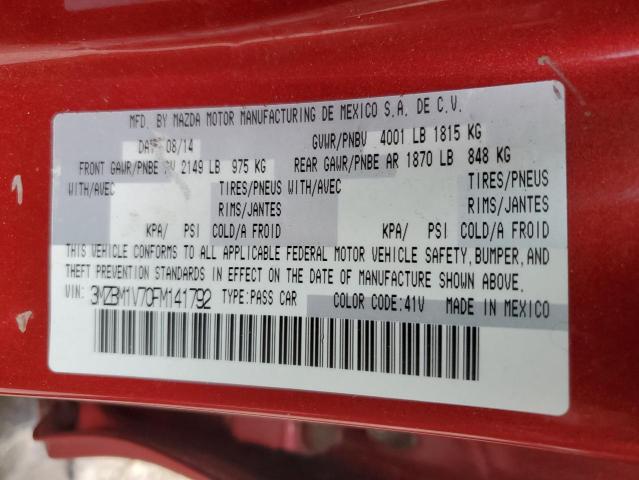 MFD. BY MAZDA MOTOR MANUFACTURING DE MEXICO S.A. DE C.V.
08/14 GVWR/PNBV 4001 LB 1815 KG
FRONT GAWR/PNBE AV 2149 LB 975 KG REAR GAWR/PNBE AR 1870 LB 848 KG
WITH/AVEC TIRES/PNEUS WITH/AVEC TIRES/PNEUS
RIMS/JANTES RIMS/JANTES
KPA/ PSI COLD/A FROID KPA/ PSI COLD/A FROID
THIS VEHICLE CONFORMS TO ALL APPLICABLE FEDERAL MOTOR VEHICLE SAFETY, BUMPER, AND
THEFT PREVENTION STANDARDS IN EFFECT ON THE DATE OF MANUFACTURE SHOWN ABOVE.
VIN: 3MZBM1V70FM141792 TYPE:PASS CAR COLOR CODE:41V MADE IN MEXICO